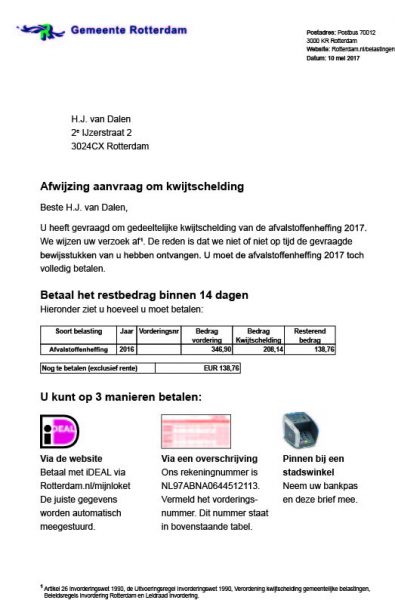 Gemeente Rotterdam
Postadres: Postbus 70012
3000 KR Rotterdam
Website: Rotterdam.nl/belastingen
Datum: 10 mei 2017
H.J. van Dalen
2e IJzerstraat 2
3024CX Rotterdam
Afwijzing aanvraag om kwijtschelding
Beste H.J. van Dalen,
U heeft gevraagd om gedeeltelijke kwijtschelding van de afvalstoffenheffing 2017.
We wijzen uw verzoek af¹. De reden is dat we niet of niet op tijd de gevraagde
bewijsstukken van u hebben ontvangen. U moet de afvalstoffenheffing 2017 toch
volledig betalen.
Betaal het restbedrag binnen 14 dagen
Hieronder ziet u hoeveel u moet betalen:
Soort belasting Jaar Vorderingsnr Bedrag vordering Bedrag Kwijtschelding Resterend bedrag
Afvalstoffenheffing 2016 346,90 208,14 138,76
Nog te betalen (exclusief rente) EUR 138,76
U kunt op 3 manieren betalen:
iDEAL
Via de website
Betaal met iDEAL via
Rotterdam.nl/mijnloket
De juiste gegevens
worden automatisch
meegestuurd.
Via een overschrijving
Ons rekeningnummer is
NL97ABNA0644512113.
Vermeld het vorderings-
nummer. Dit nummer staat
in bovenstaande tabel.
Pinnen bij een
stadswinkel
Neem uw bankpas
en deze brief mee.
¹ Artikel 26 Invorderingswet 1990, de Uitvoeringsregel Invorderingswet 1990, Verordening kwijtschelding gemeentelijke belastingen,
Beleidsregels Invordering Rotterdam en Leidraad Invordering.